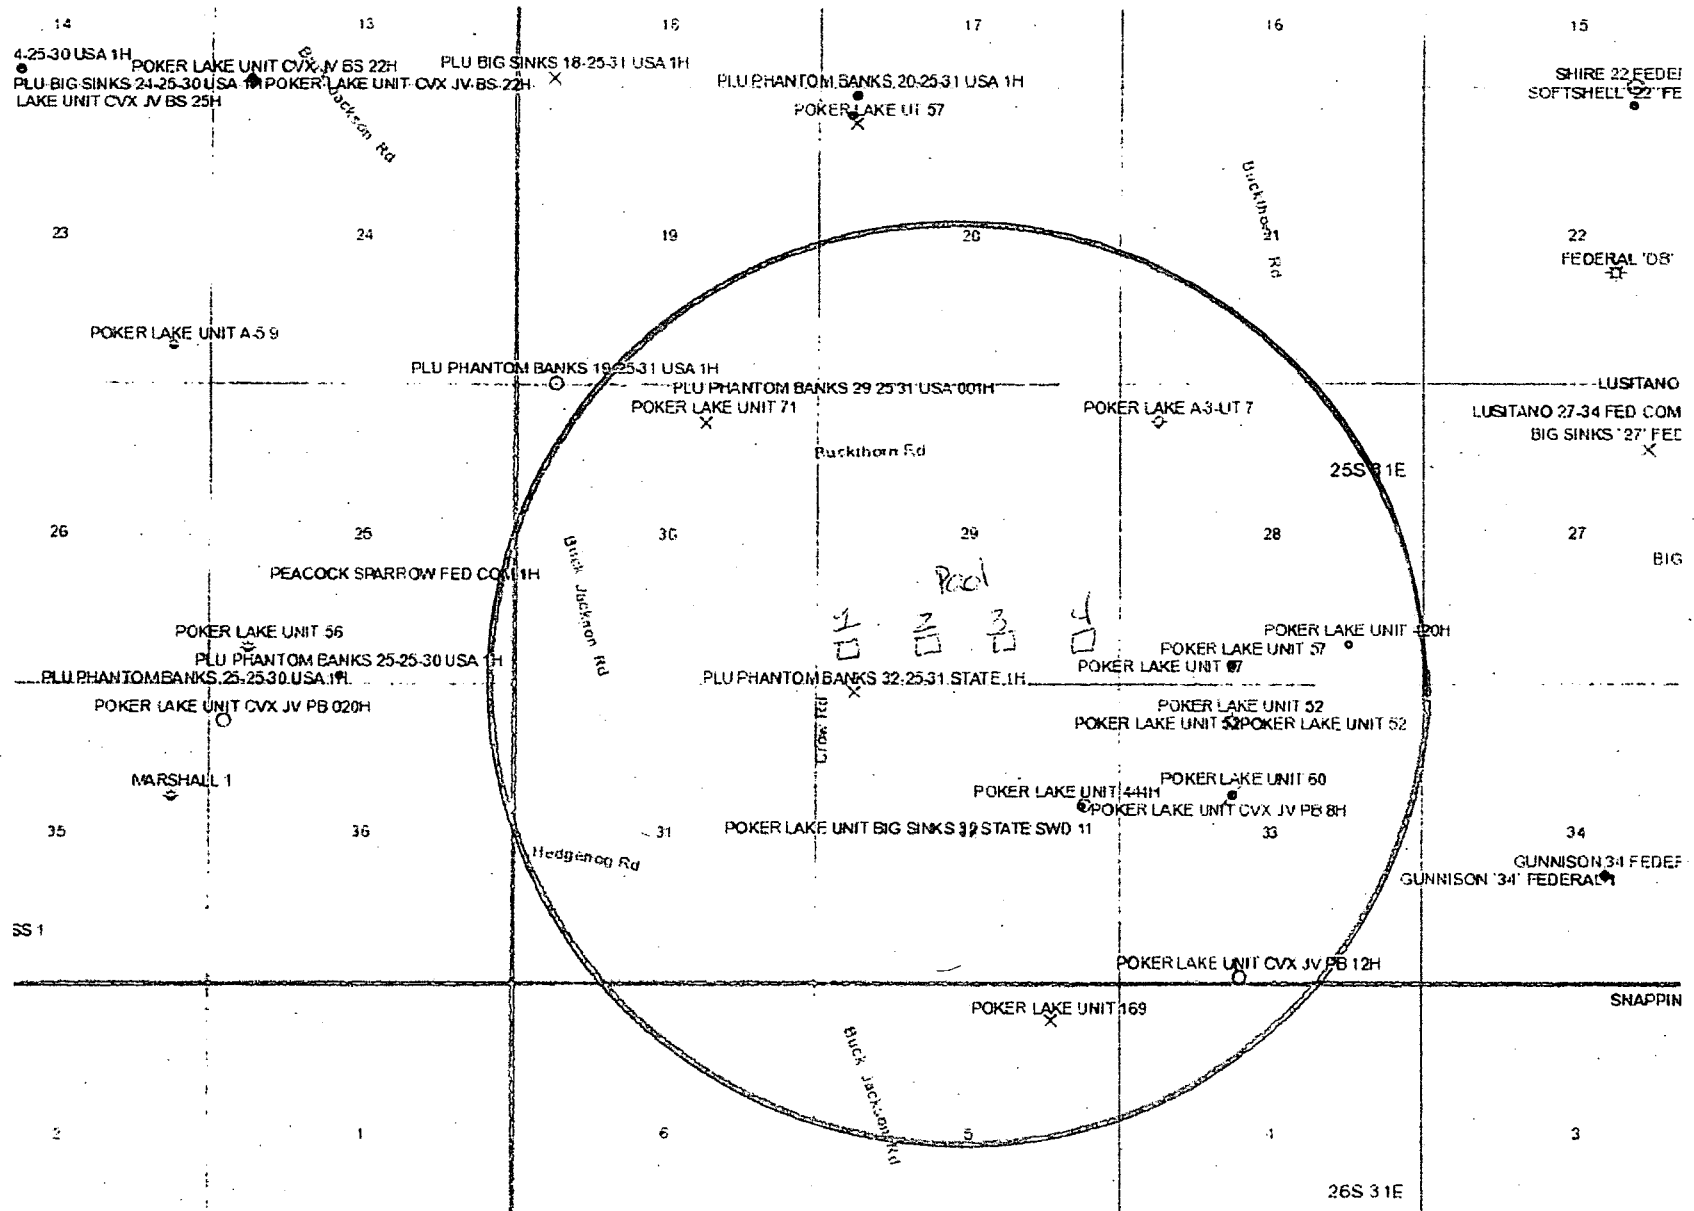 14 13 18 17 16 15
4-25-30 USA 1H
POKER LAKE UNIT CVX JV BS 22H
PLU BIG SINKS 18-25-31 USA 1H
PLU PHANTOM BANKS 20-25-31 USA 1H
SHIRE 22 FEDEF
PLU BIG SINKS 24-25-30 USA 1H POKER LAKE UNIT CVX JV-BS-22H
SOFTSHELL '22' FE
LAKE UNIT CVX JV BS 25H
POKER LAKE UT 57
Buck Jackson Rd
Buckthorn Rd
23 24 19 20 21 22
FEDERAL 'DB'
POKER LAKE UNIT A-5 9
PLU PHANTOM BANKS 19-25-31 USA 1H
PLU PHANTOM BANKS 29 25 31 USA 001H
LUSITANO
POKER LAKE UNIT 71
POKER LAKE A-3-UT 7
LUSITANO 27-34 FED COM
BIG SINKS '27' FEC
Buckthorn Rd
25S 31E
26 25 30 29 28 27
BIG
PEACOCK SPARROW FED COM 1H
Buck Jackson Rd
Pool
1 2 3 4
POKER LAKE UNIT 56
POKER LAKE UNIT 420H
POKER LAKE UNIT 57
PLU PHANTOM BANKS 25-25-30 USA 1H
POKER LAKE UNIT 67
PLU PHANTOM BANKS 25-25-30 USA 1H
PLU PHANTOM BANKS 32-25-31 STATE 1H
POKER LAKE UNIT CVX JV PB 020H
POKER LAKE UNIT 52
POKER LAKE UNIT 52 POKER LAKE UNIT 52
Crow Rd
MARSHALL 1
POKER LAKE UNIT 60
POKER LAKE UNIT
POKER LAKE UNIT CVX JV PB 8H
35 36 31 33 34
POKER LAKE UNIT BIG SINKS STATE SWD 11
Hedgehog Rd
GUNNISON 34 FEDEF
GUNNISON '34' FEDERAL 1
SS 1
POKER LAKE UNIT CVX JV PB 12H
SNAPPIN
POKER LAKE UNIT 169
Buck Jackson Rd
2 1 6 5 4 3
26S 31E